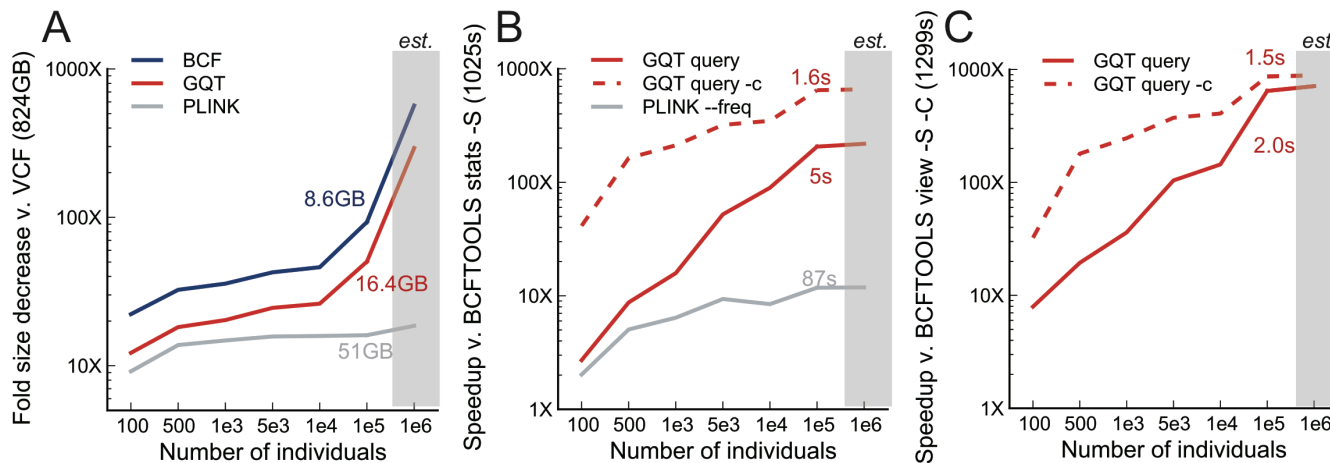 A
est.
BCF
GQT
PLINK
1000X
100X
10X
8.6GB
16.4GB
51GB
Fold size decrease v. VCF (824GB)
100 500 1e3 5e3 1e4 1e5 1e6
Number of individuals
B
est.
GQT query
GQT query -c
PLINK --freq
1000X
100X
10X
1X
1.6s
5s
87s
Speedup v. BCFTOOLS stats -S (1025s)
100 500 1e3 5e3 1e4 1e5 1e6
Number of individuals
C
est
GQT query
GQT query -c
1000X
100X
10X
1X
1.5s
2.0s
Speedup v. BCFTOOLS view -S -C (1299s)
100 500 1e3 5e3 1e4 1e5 1e6
Number of individuals